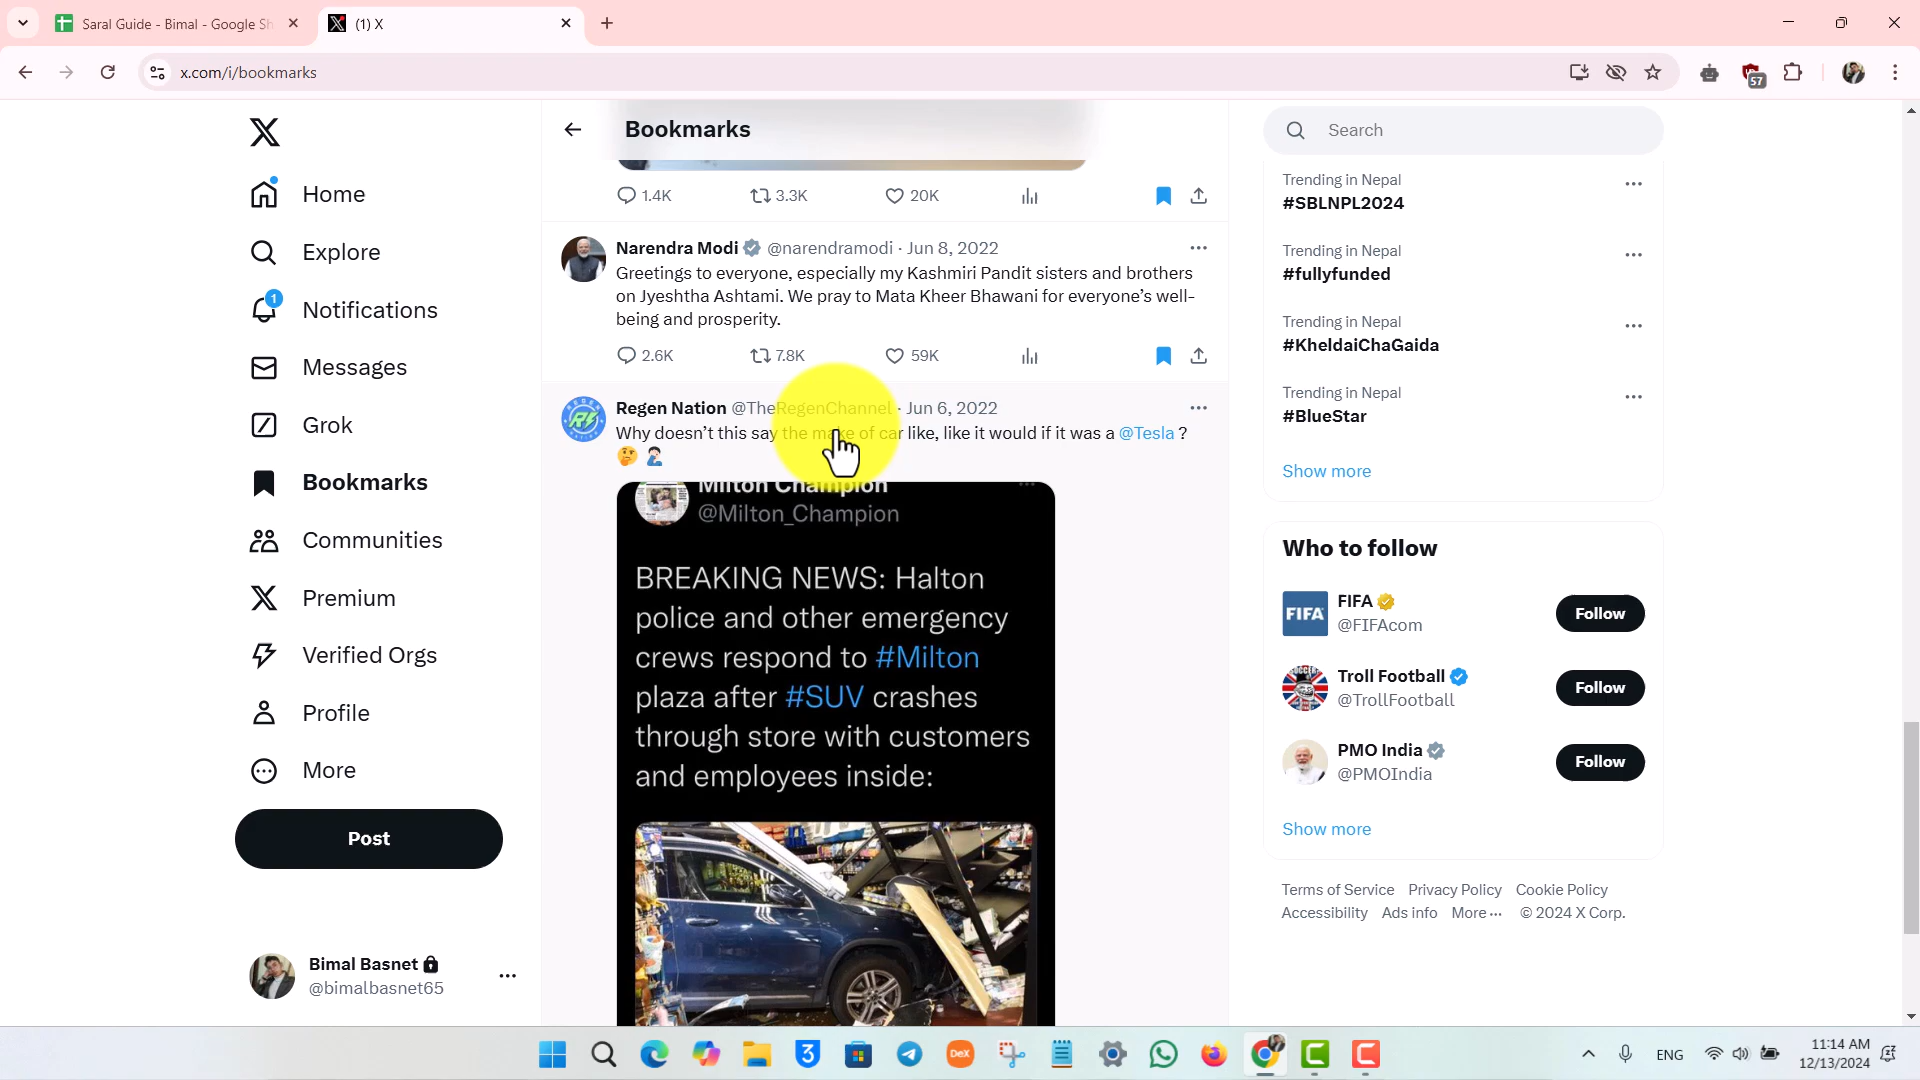 Saral Guide - Bimal - Google Sh
(1) X
x.com/i/bookmarks
57
Home
Explore
1
Notifications
Messages
Grok
Bookmarks
Communities
Premium
Verified Orgs
Profile
More
Post
Bimal Basnet
@bimalbasnet65
Bookmarks
1.4K 3.3K 20K
Narendra Modi @narendramodi · Jun 8, 2022
Greetings to everyone, especially my Kashmiri Pandit sisters and brothers
on Jyeshtha Ashtami. We pray to Mata Kheer Bhawani for everyone’s well-
being and prosperity.
2.6K 7.8K 59K
Regen Nation @TheRegenChannel · Jun 6, 2022
Why doesn’t this say the make of car like, like it would if it was a @Tesla ?
Milton Champion
@Milton_Champion
BREAKING NEWS: Halton
police and other emergency
crews respond to #Milton
plaza after #SUV crashes
through store with customers
and employees inside:
Search
Trending in Nepal
#SBLNPL2024
Trending in Nepal
#fullyfunded
Trending in Nepal
#KheldaiChaGaida
Trending in Nepal
#BlueStar
Show more
Who to follow
FIFA
FIFA
@FIFAcom
Follow
Troll Football
@TrollFootball
Follow
PMO India
@PMOIndia
Follow
Show more
Terms of Service Privacy Policy Cookie Policy
Accessibility Ads info More ··· © 2024 X Corp.
3
DeX
ENG
11:14 AM
12/13/2024